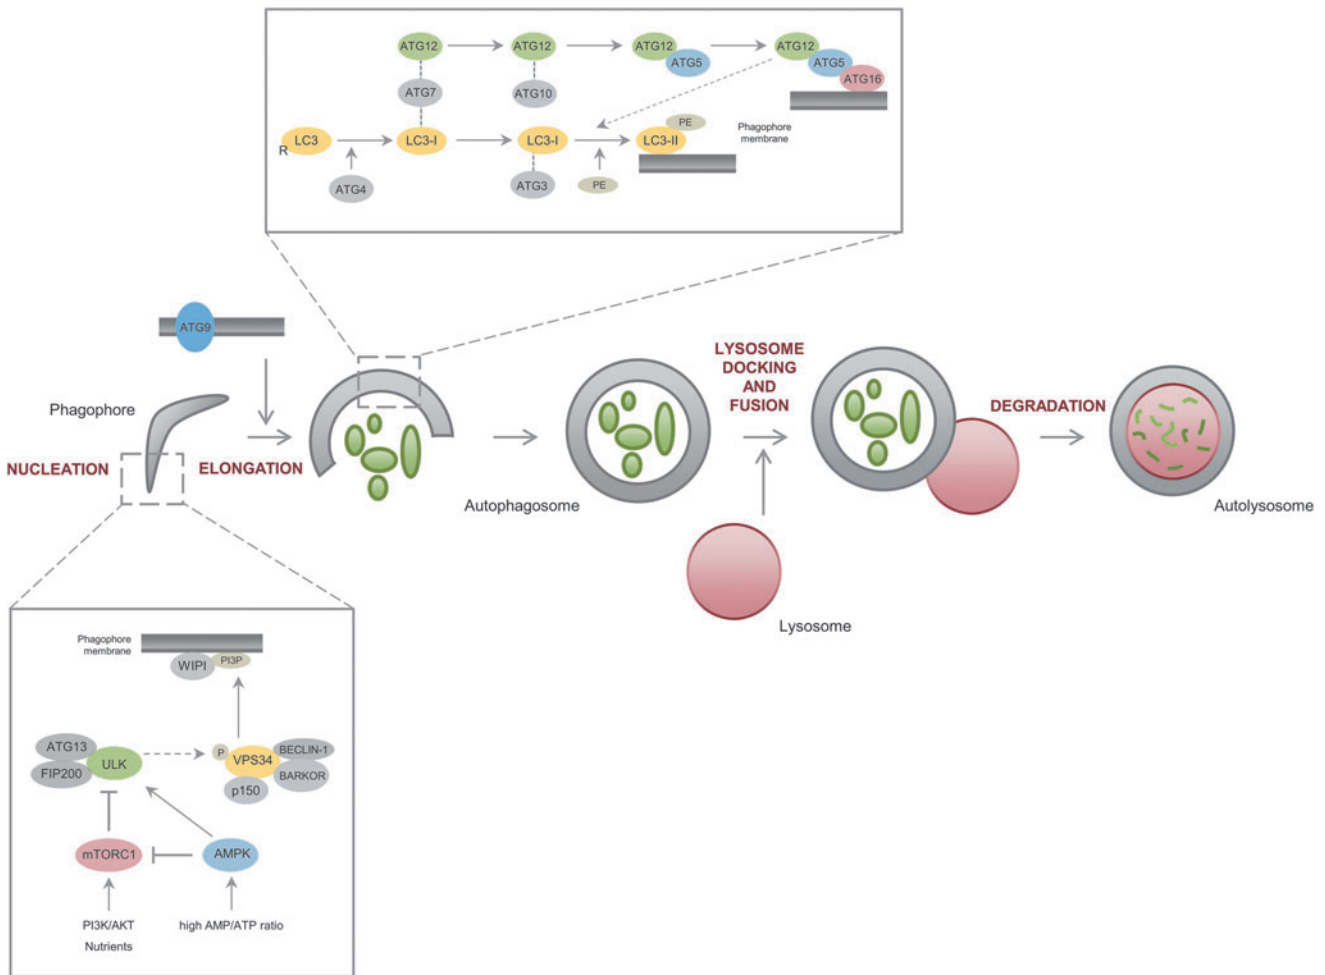 ATG12
ATG12
ATG12
ATG12
ATG5
ATG5
ATG7
ATG10
ATG16
Phagophore
membrane
R
LC3
LC3-I
LC3-I
LC3-II
PE
ATG4
ATG3
PE
ATG9
Phagophore
NUCLEATION
ELONGATION
Autophagosome
LYSOSOME
DOCKING
AND
FUSION
Lysosome
DEGRADATION
Autolysosome
Phagophore
membrane
WIPI
PI3P
ATG13
FIP200
ULK
P
VPS34
BECLIN-1
BARKOR
p150
mTORC1
AMPK
PI3K/AKT
Nutrients
high AMP/ATP ratio